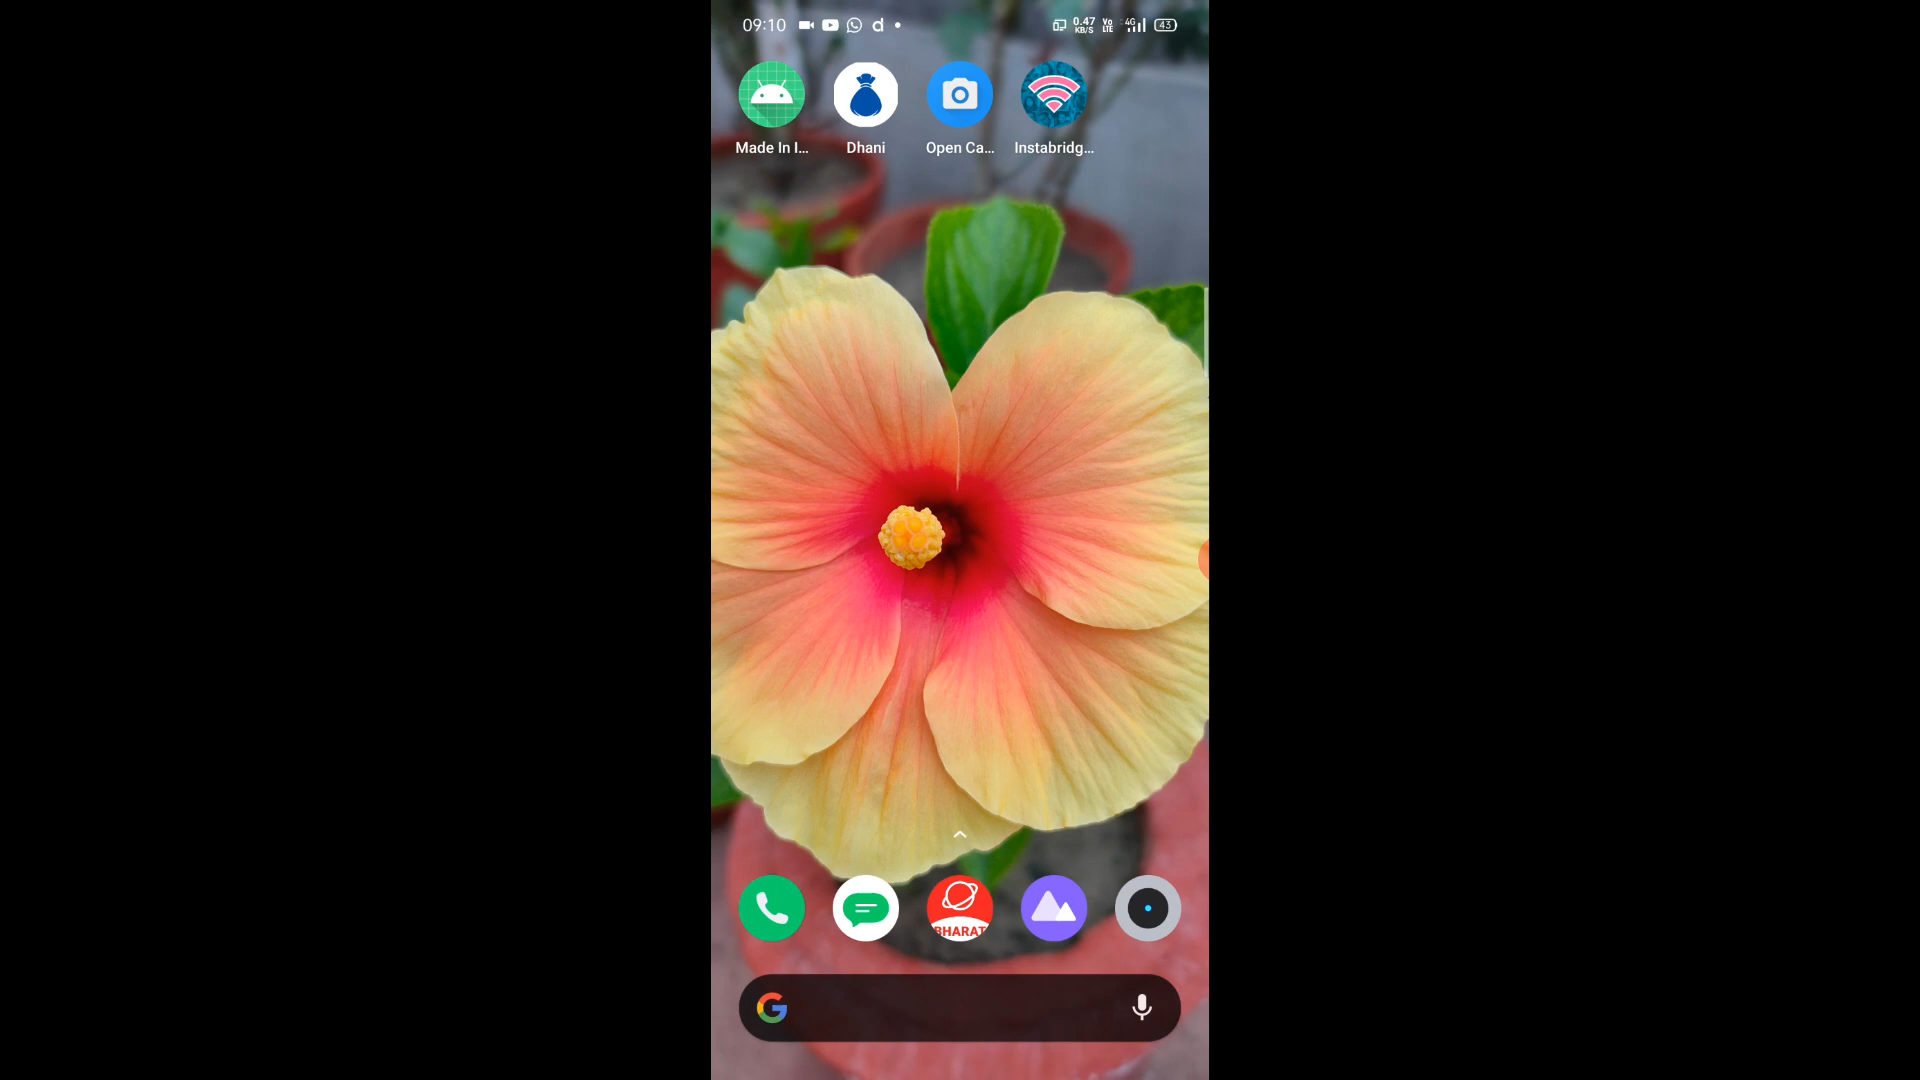 09:10 d 0.47 KB/S Vo LTE 4G 43
Made In I... Dhani Open Ca... Instabridg...
BHARAT
G